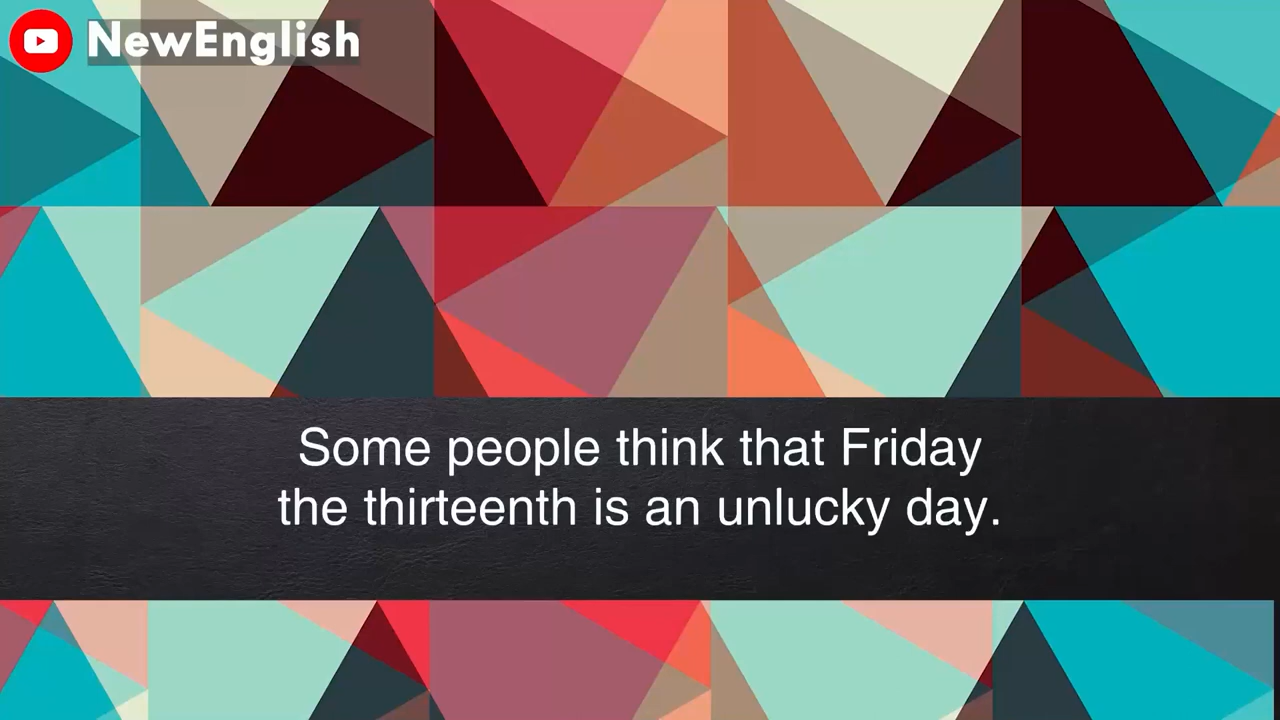 NewEnglish
Some people think that Friday
the thirteenth is an unlucky day.